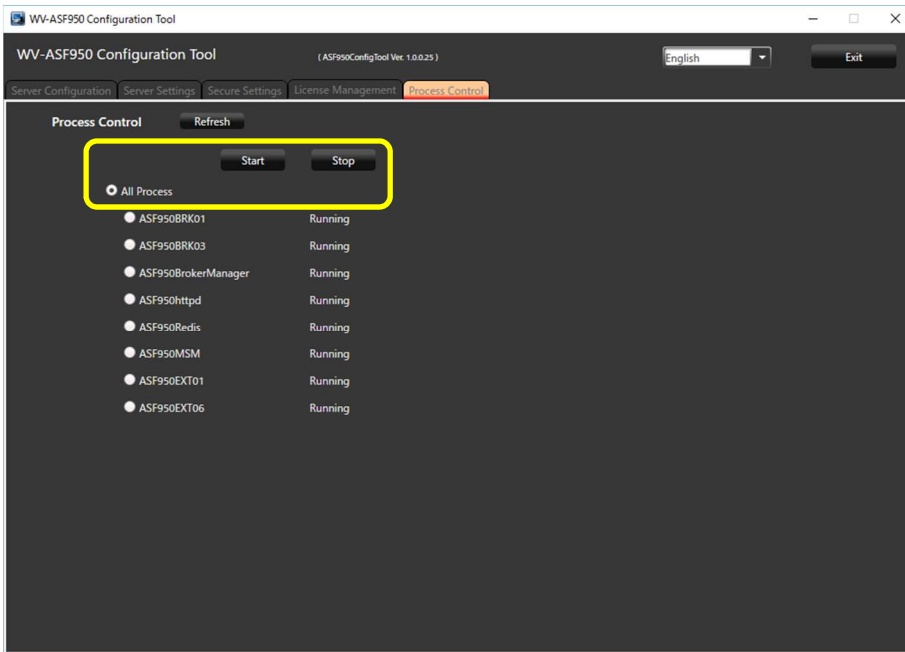 WV-ASF950 Configuration Tool
WV-ASF950 Configuration Tool ( ASF950ConfigTool Ver. 1.0.0.25 ) English Exit
Server Configuration Server Settings Secure Settings License Management Process Control
Process Control Refresh
Start Stop
All Process
ASF950BRK01 Running
ASF950BRK03 Running
ASF950BrokerManager Running
ASF950httpd Running
ASF950Redis Running
ASF950MSM Running
ASF950EXT01 Running
ASF950EXT06 Running